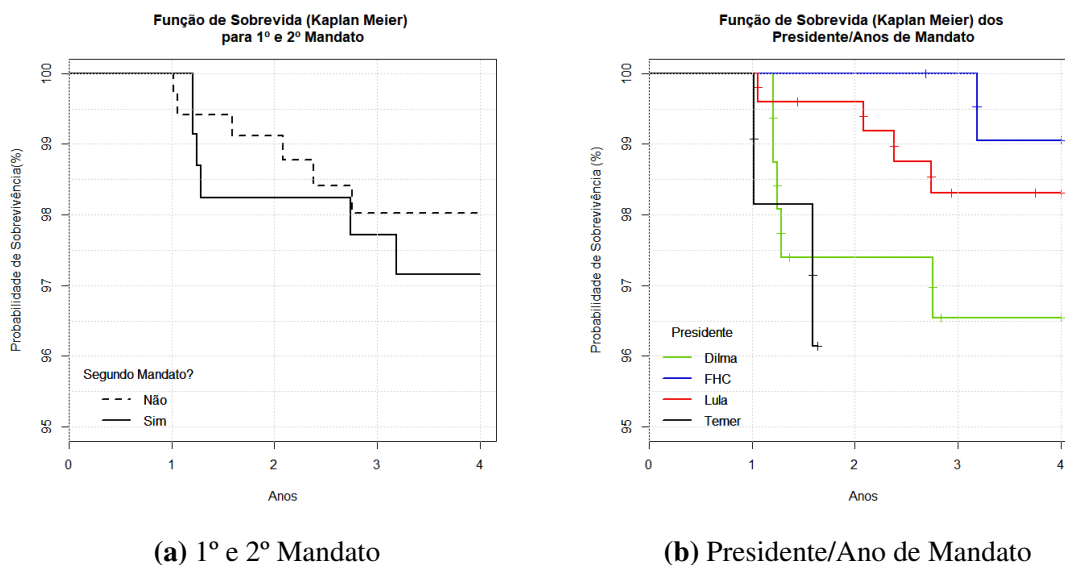 Função de Sobrevida (Kaplan Meier)
para 1º e 2º Mandato
Probabilidade de Sobrevivência(%)
100
99
98
97
96
95
Segundo Mandato?
Não
Sim
0 1 2 3 4
Anos
(a) 1º e 2º Mandato
Função de Sobrevida (Kaplan Meier) dos
Presidente/Anos de Mandato
Probabilidade de Sobrevivência (%)
100
99
98
97
96
95
Presidente
Dilma
FHC
Lula
Temer
0 1 2 3 4
Anos
(b) Presidente/Ano de Mandato